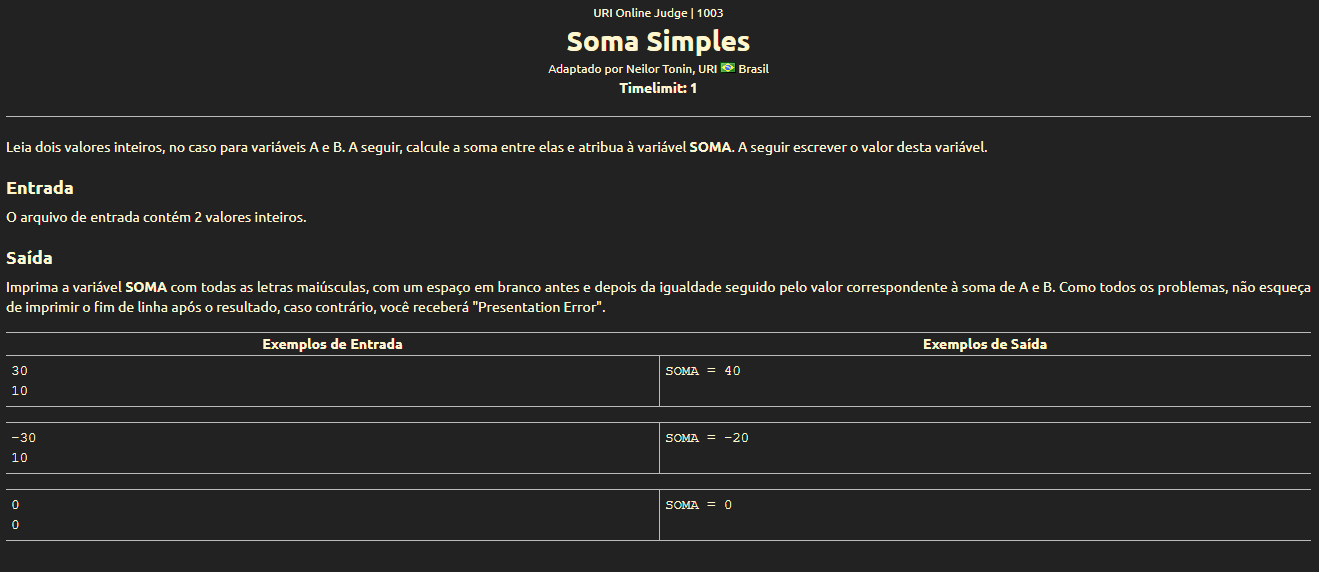 URI Online Judge | 1003
Soma Simples
Adaptado por Neilor Tonin, URI 🇧🇷 Brasil
Timelimit: 1
Leia dois valores inteiros, no caso para variáveis A e B. A seguir, calcule a soma entre elas e atribua à variável SOMA. A seguir escrever o valor desta variável.
Entrada
O arquivo de entrada contém 2 valores inteiros.
Saída
Imprima a variável SOMA com todas as letras maiúsculas, com um espaço em branco antes e depois da igualdade seguido pelo valor correspondente à soma de A e B. Como todos os problemas, não esqueça
de imprimir o fim de linha após o resultado, caso contrário, você receberá "Presentation Error".
Exemplos de Entrada Exemplos de Saída
30 SOMA = 40
10
-30 SOMA = -20
10
0 SOMA = 0
0